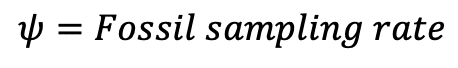 ψ = Fossil sampling rate